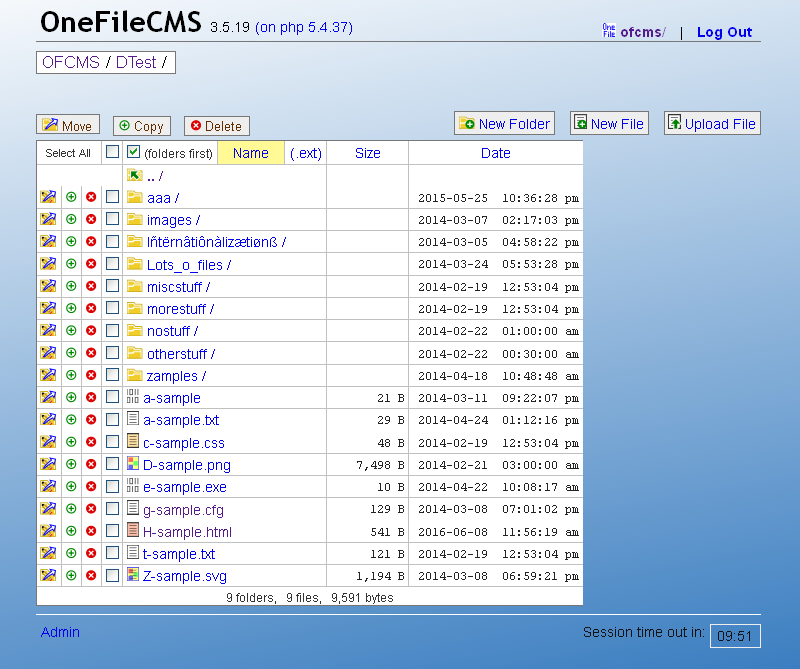 OneFileCMS 3.5.19 (on php 5.4.37) One File ofcms/ | Log Out
OFCMS / DTest /
Move Copy Delete New Folder New File Upload File
Select All (folders first) Name (.ext) Size Date
.. /
aaa / 2015-05-25 10:36:28 pm
images / 2014-03-07 02:17:03 pm
Iñtërnâtiônàlizætiønß / 2014-03-05 04:58:22 pm
Lots_o_files / 2014-03-24 05:53:28 pm
miscstuff / 2014-02-19 12:53:04 pm
morestuff / 2014-02-19 12:53:04 pm
nostuff / 2014-02-22 01:00:00 am
otherstuff / 2014-02-22 00:30:00 am
zamples / 2014-04-18 10:48:48 am
a-sample 21 B 2014-03-11 09:22:07 pm
a-sample.txt 29 B 2014-04-24 01:12:16 pm
c-sample.css 48 B 2014-02-19 12:53:04 pm
D-sample.png 7,498 B 2014-02-21 03:00:00 am
e-sample.exe 10 B 2014-04-22 10:08:17 am
g-sample.cfg 129 B 2014-03-08 07:01:02 pm
H-sample.html 541 B 2016-06-08 11:56:19 am
t-sample.txt 121 B 2014-02-19 12:53:04 pm
Z-sample.svg 1,194 B 2014-03-08 06:59:21 pm
9 folders, 9 files, 9,591 bytes
Admin Session time out in: 09:51